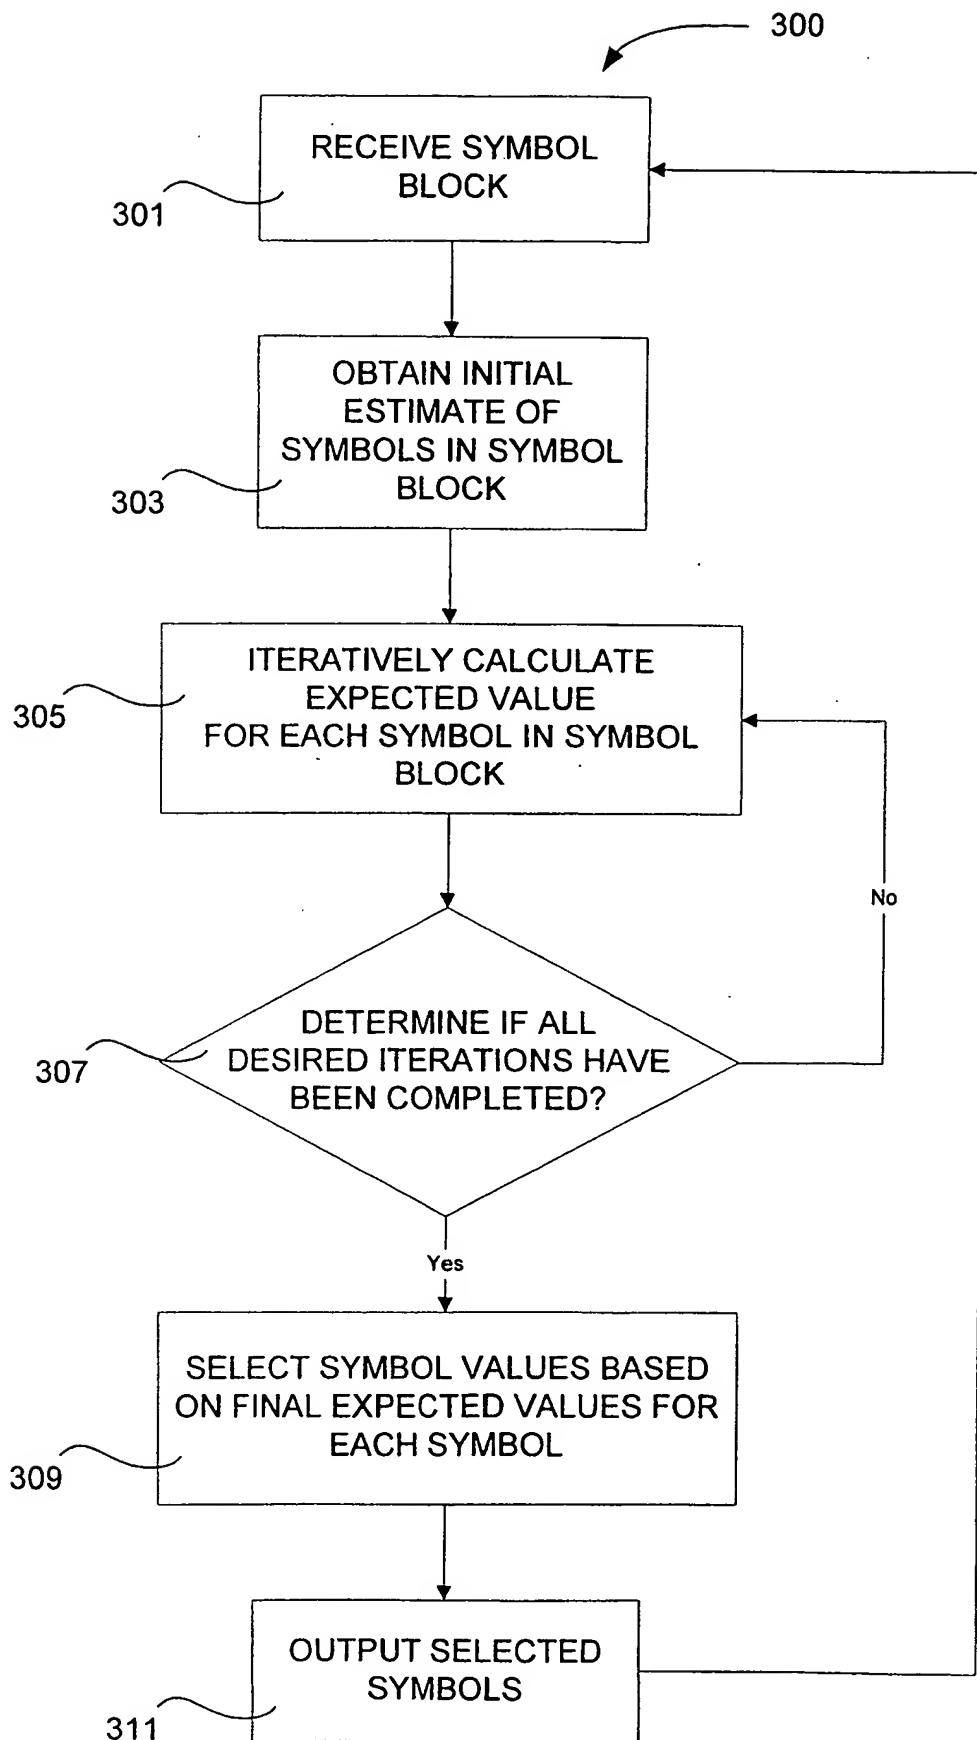 300
RECEIVE SYMBOL
BLOCK
301
OBTAIN INITIAL
ESTIMATE OF
SYMBOLS IN SYMBOL
BLOCK
303
ITERATIVELY CALCULATE
EXPECTED VALUE
FOR EACH SYMBOL IN SYMBOL
BLOCK
305
No
DETERMINE IF ALL
DESIRED ITERATIONS HAVE
BEEN COMPLETED?
307
Yes
SELECT SYMBOL VALUES BASED
ON FINAL EXPECTED VALUES FOR
EACH SYMBOL
309
OUTPUT SELECTED
SYMBOLS
311